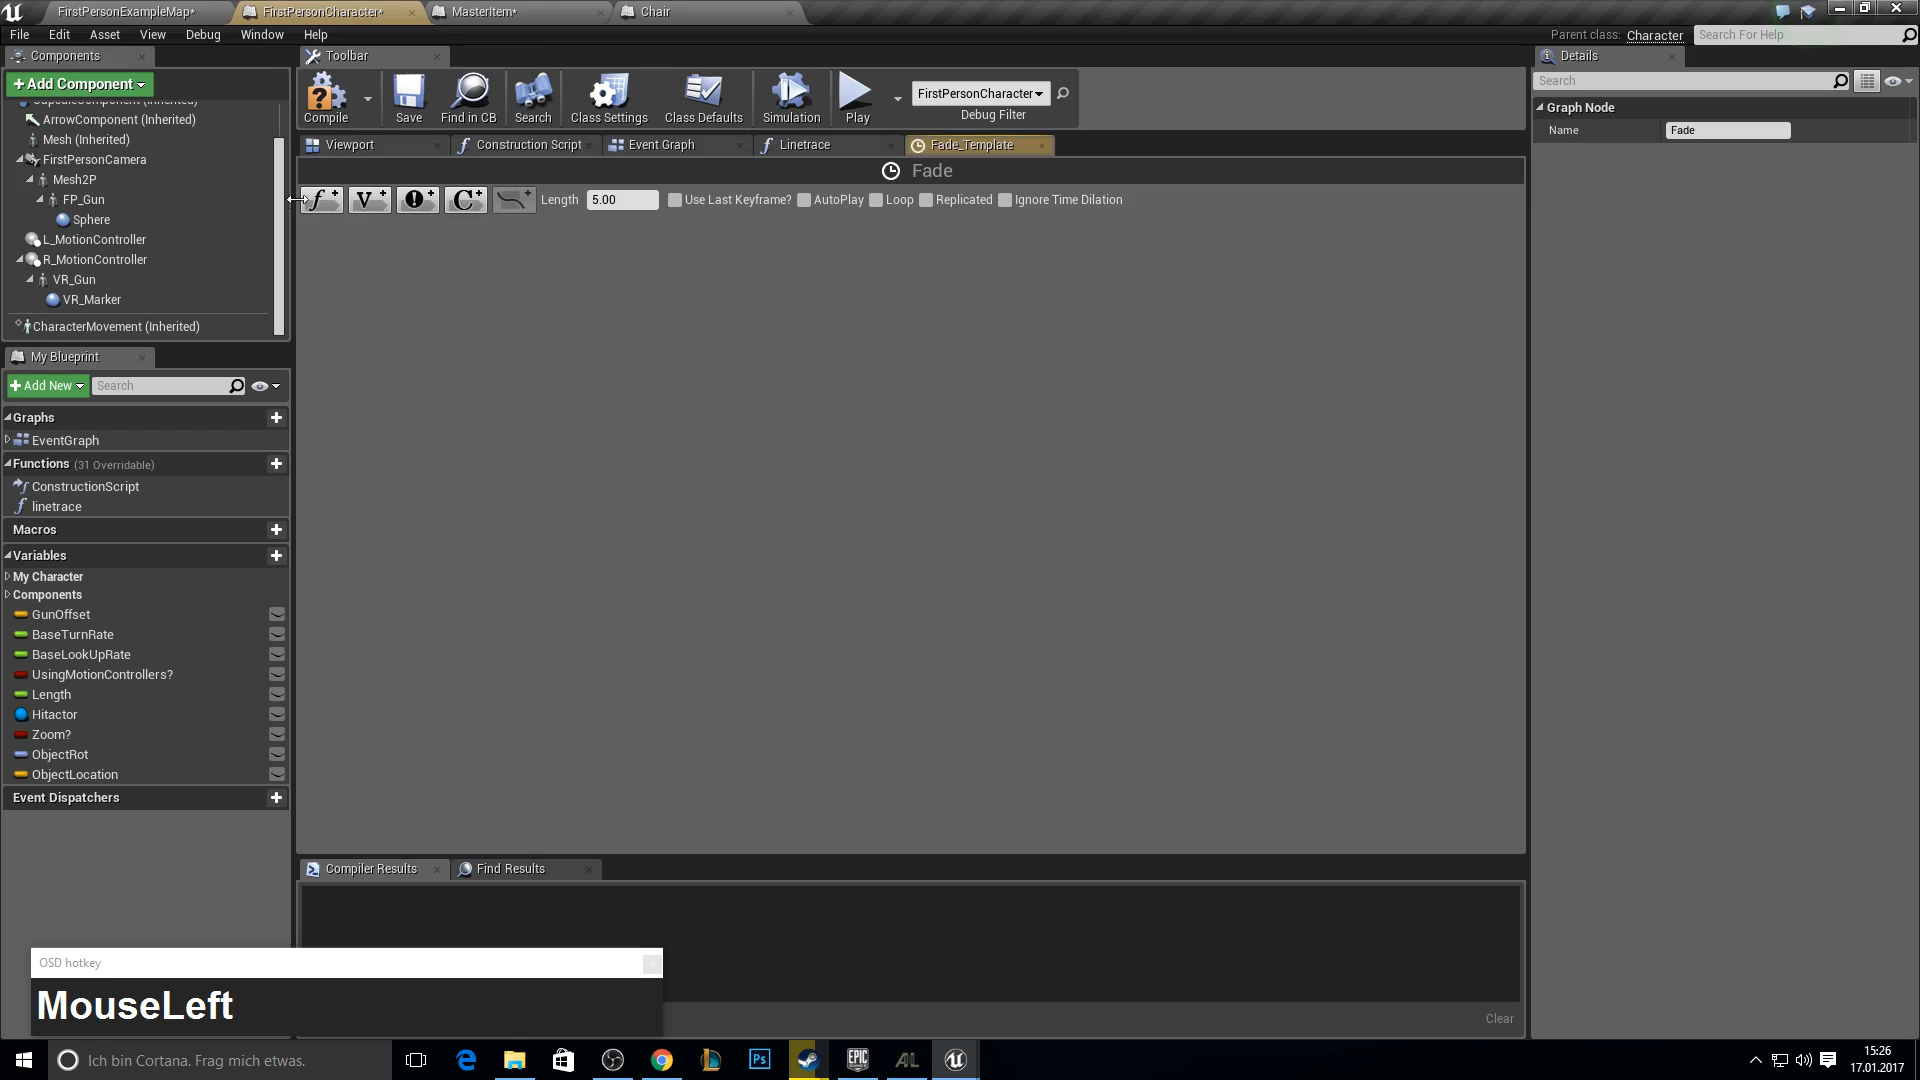 FirstPersonExampleMap*
FirstPersonCharacter*
MasterItem*
Chair
File Edit Asset View Debug Window Help
Parent class: Character
Search For Help
Components
Toolbar
Details
+ Add Component
Search
CapsuleComponent (Inherited)
ArrowComponent (Inherited)
Mesh (Inherited)
FirstPersonCamera
Mesh2P
FP_Gun
Sphere
L_MotionController
R_MotionController
VR_Gun
VR_Marker
CharacterMovement (Inherited)
Compile
Save
Find in CB
Search
Class Settings
Class Defaults
Simulation
Play
FirstPersonCharacter
Debug Filter
Graph Node
Name Fade
Viewport
Construction Script
Event Graph
Linetrace
Fade_Template
Fade
Length 5.00 Use Last Keyframe? AutoPlay Loop Replicated Ignore Time Dilation
My Blueprint
+ Add New
Search
Graphs
EventGraph
Functions (31 Overridable)
ConstructionScript
linetrace
Macros
Variables
My Character
Components
GunOffset
BaseTurnRate
BaseLookUpRate
UsingMotionControllers?
Length
Hitactor
Zoom?
ObjectRot
ObjectLocation
Event Dispatchers
Compiler Results
Find Results
Clear
OSD hotkey
MouseLeft
Ich bin Cortana. Frag mich etwas.
Ps
EPIC GAMES
AL
15:26
17.01.2017